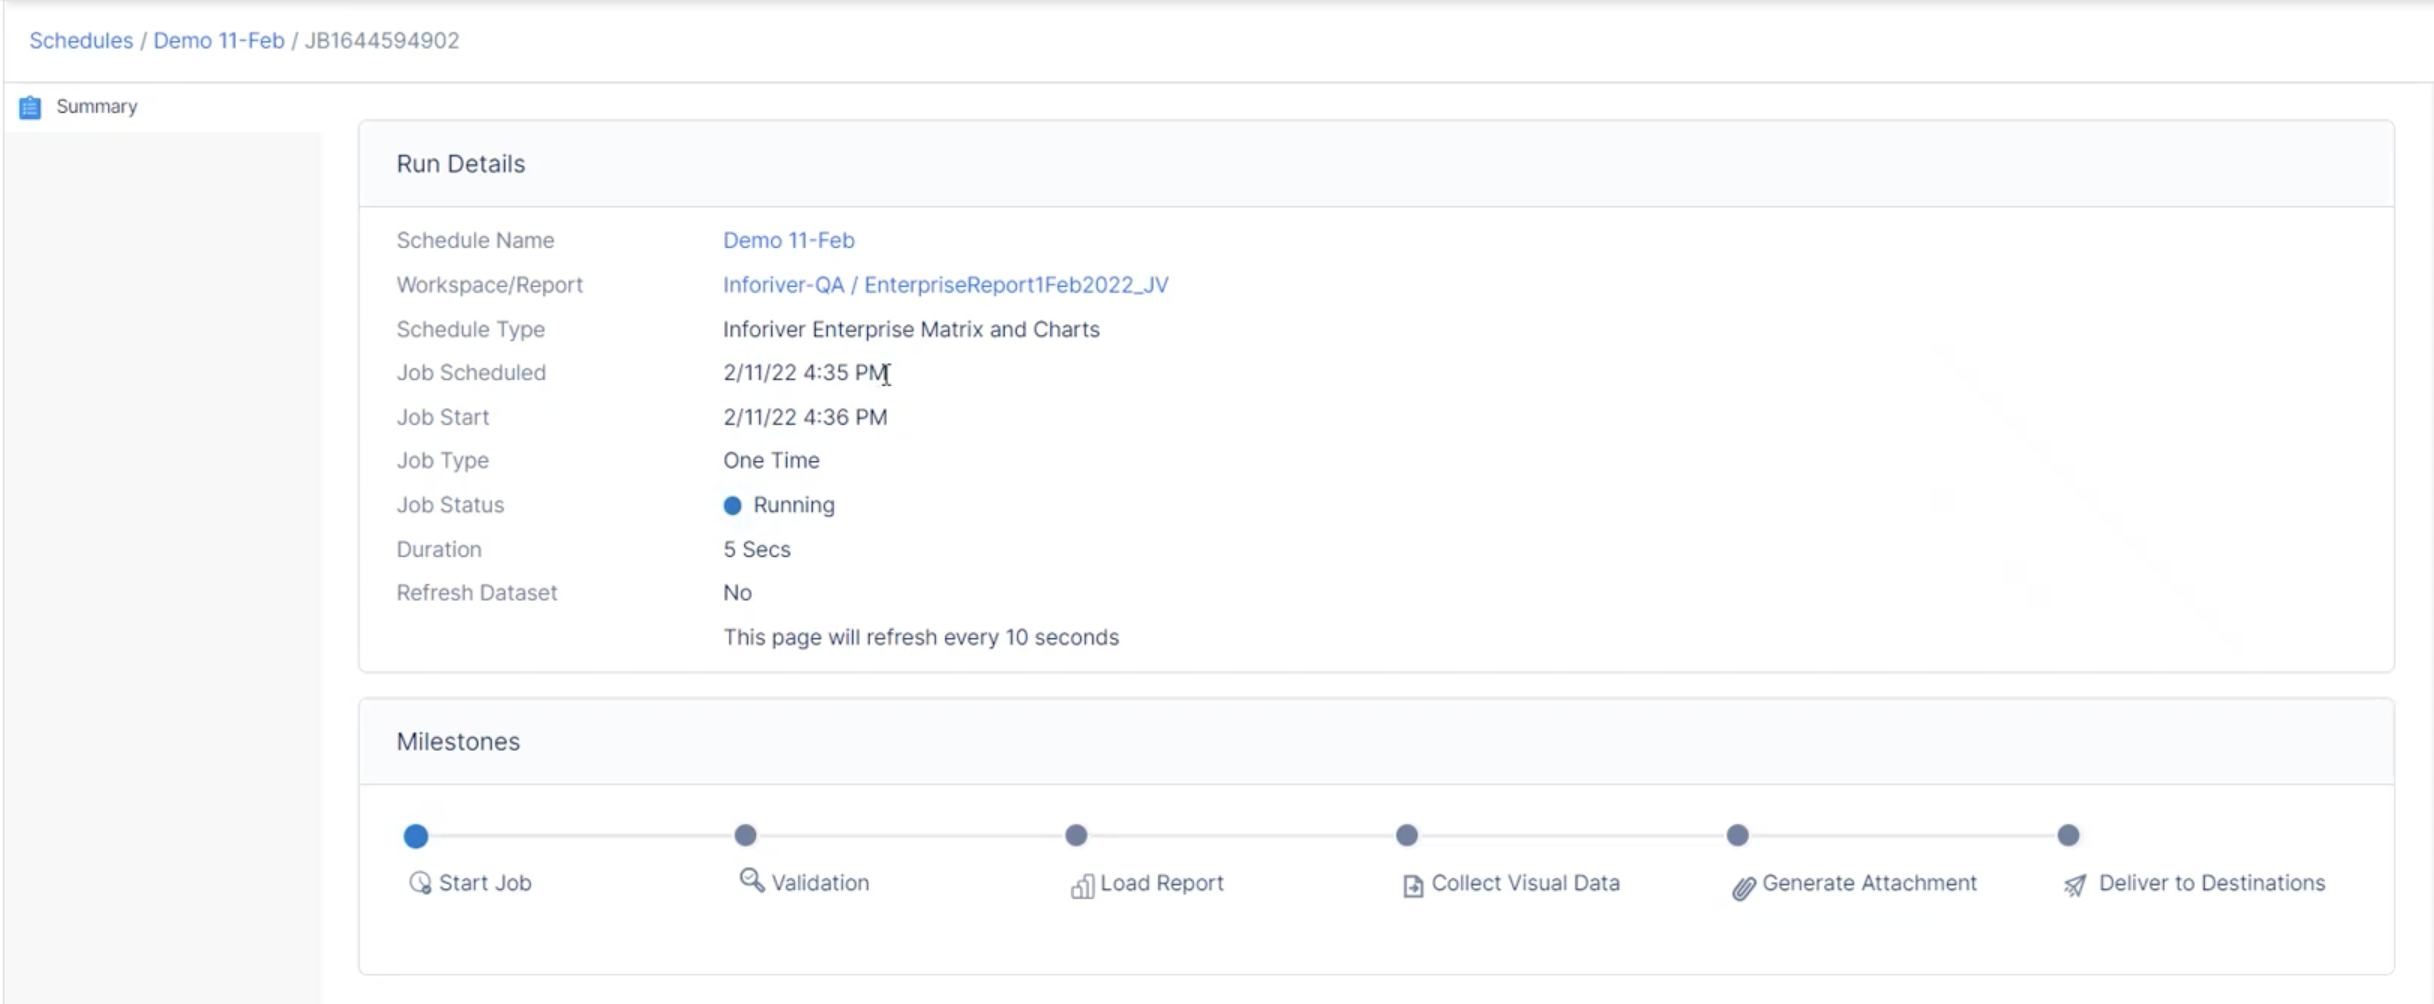 Schedules / Demo 11-Feb / JB1644594902
Summary
Run Details
Schedule Name Demo 11-Feb
Workspace/Report Inforiver-QA / EnterpriseReport1Feb2022_JV
Schedule Type Inforiver Enterprise Matrix and Charts
Job Scheduled 2/11/22 4:35 PM
Job Start 2/11/22 4:36 PM
Job Type One Time
Job Status Running
Duration 5 Secs
Refresh Dataset No
This page will refresh every 10 seconds
Milestones
Start Job Validation Load Report Collect Visual Data Generate Attachment Deliver to Destinations